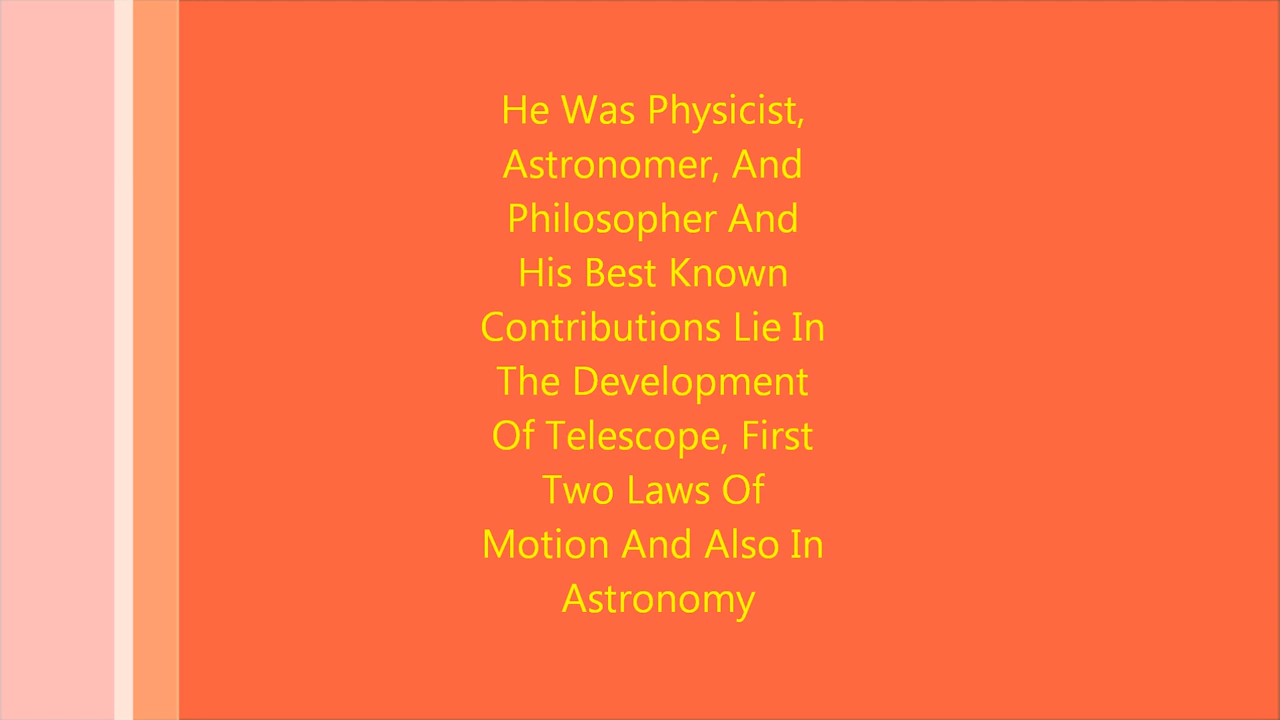 He Was Physicist,
Astronomer, And
Philosopher And
His Best Known
Contributions Lie In
The Development
Of Telescope, First
Two Laws Of
Motion And Also In
Astronomy